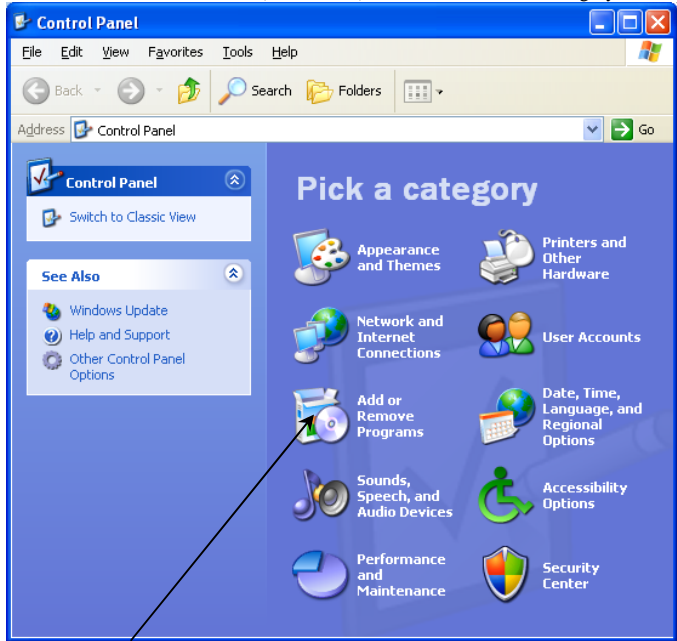 Control Panel
File Edit View Favorites Tools Help
Back Search Folders
Address Control Panel Go
Control Panel
Switch to Classic View
See Also
Windows Update
Help and Support
Other Control Panel
Options
Pick a category
Appearance
and Themes
Printers and
Other
Hardware
Network and
Internet
Connections
User Accounts
Add or
Remove
Programs
Date, Time,
Language, and
Regional
Options
Sounds,
Speech, and
Audio Devices
Accessibility
Options
Performance
and
Maintenance
Security
Center